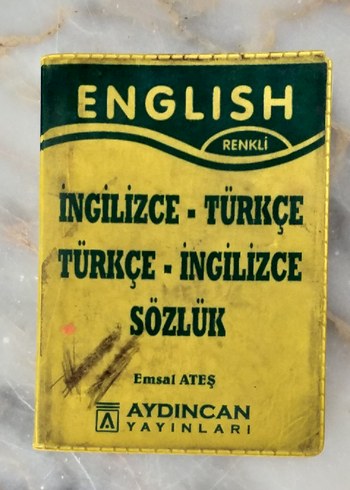 ENGLISH
RENKLİ
İNGİLİZCE - TÜRKÇE
TÜRKÇE - İNGİLİZCE
SÖZLÜK
Emsal ATEŞ
AYDINCAN
YAYINLARI